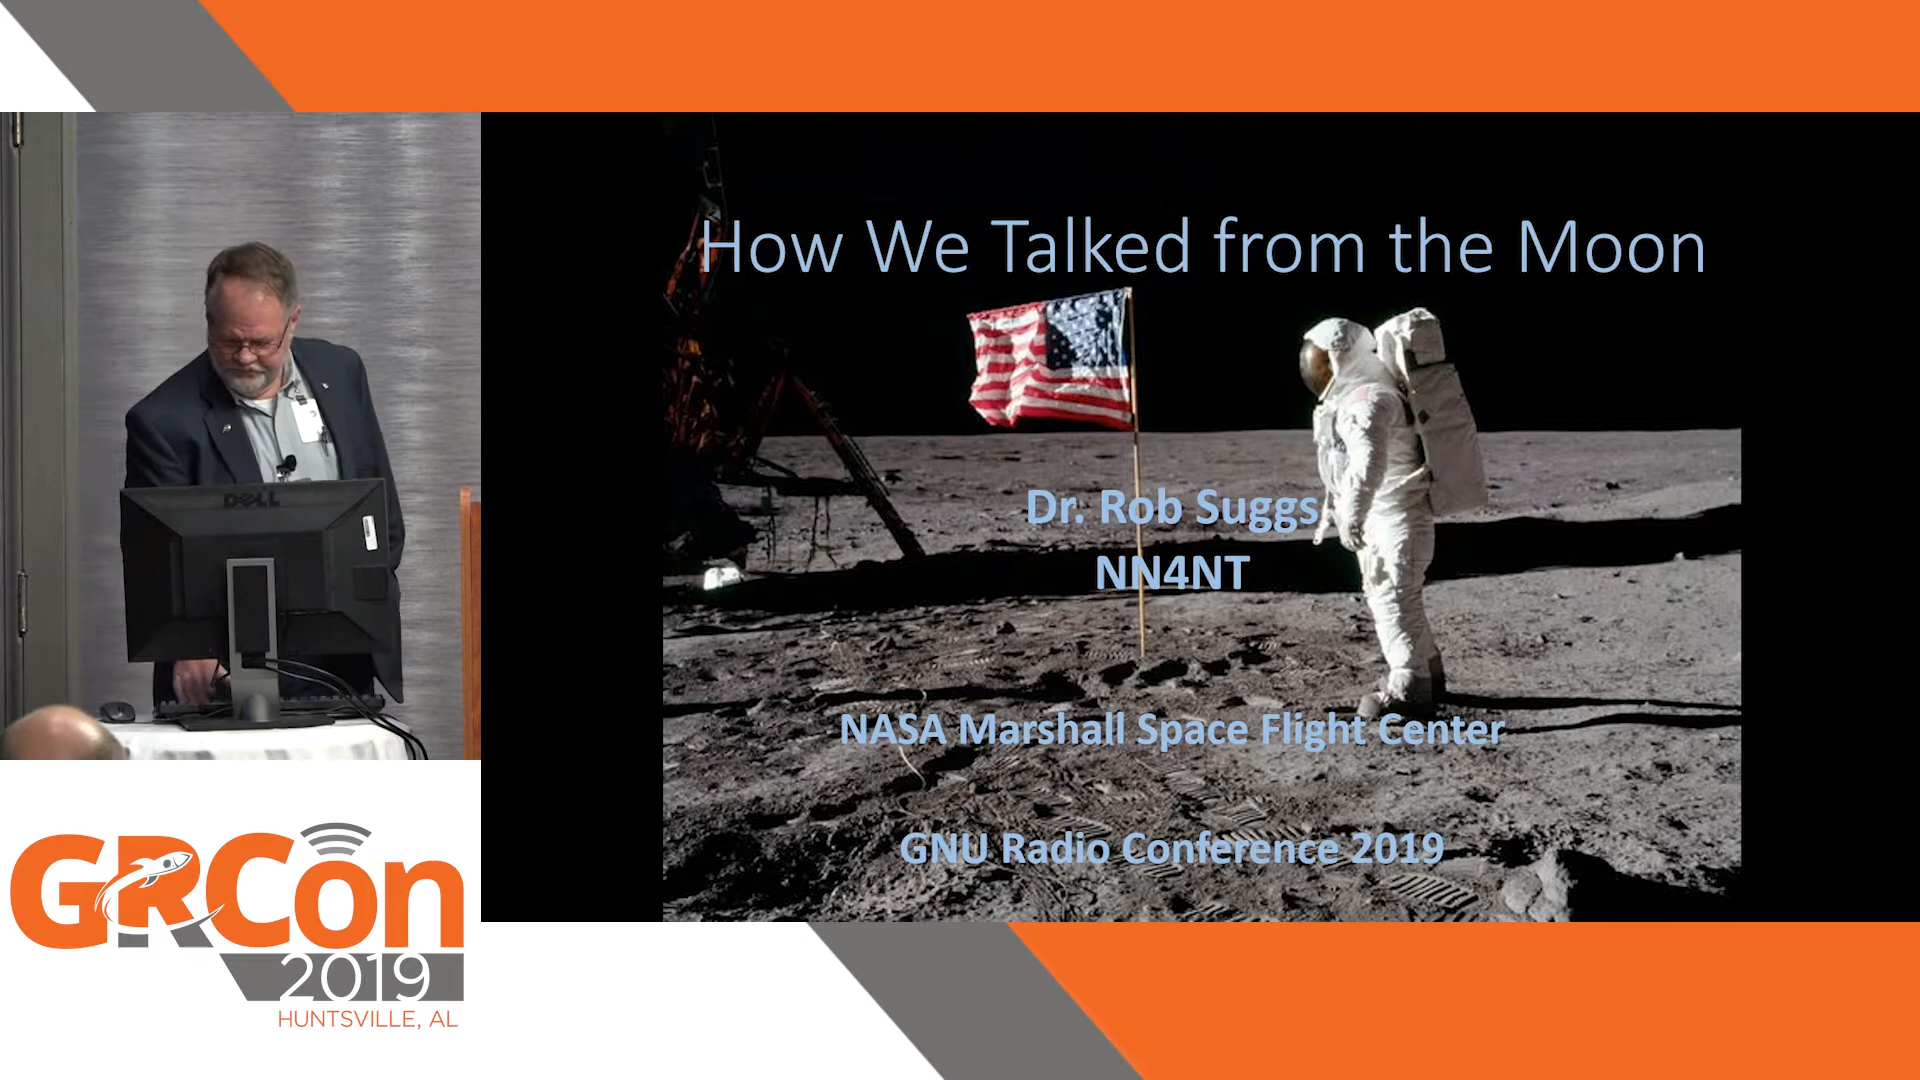 How We Talked from the Moon
Dr. Rob Suggs
NN4NT
NASA Marshall Space Flight Center
GNU Radio Conference 2019
DELL
GRCon
2019
HUNTSVILLE, AL